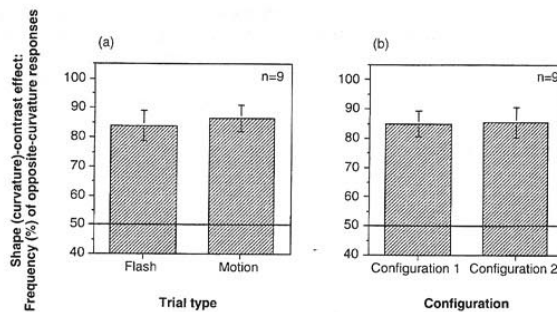 Shape (curvature)-contrast effect:
Frequency (%) of opposite-curvature responses
(a)
n=9
100
90
80
70
60
50
40
Flash
Motion
Trial type
(b)
n=9
100
90
80
70
60
50
40
Configuration 1
Configuration 2
Configuration